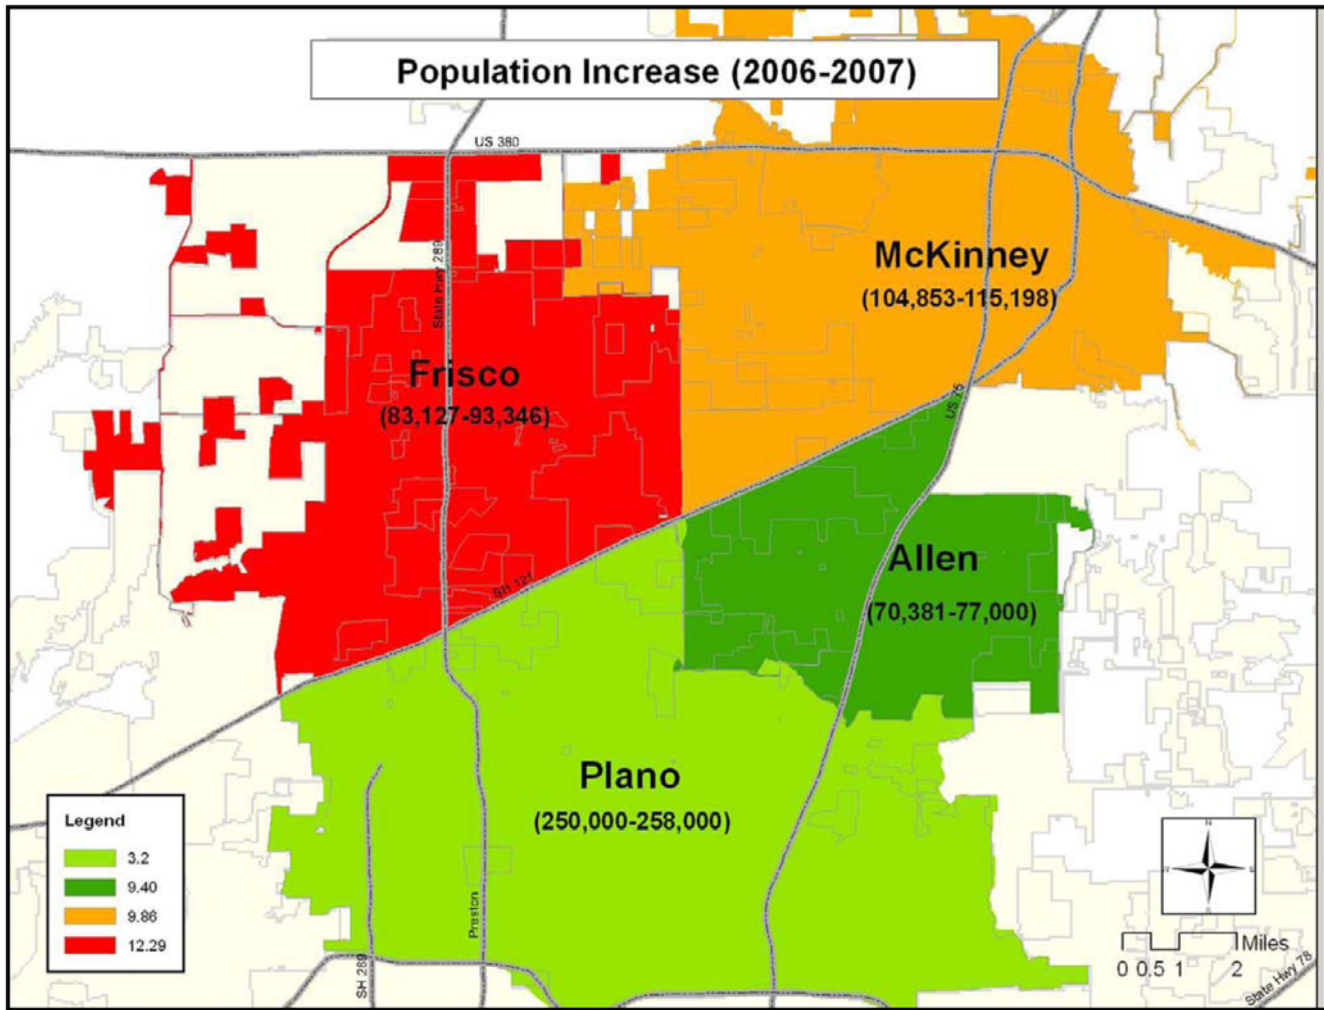 Population Increase (2006-2007)
US 380
State Hwy 289
McKinney
(104,853-115,198)
Frisco
(83,127-93,346)
US 75
SH 121
Allen
(70,381-77,000)
Plano
(250,000-258,000)
Legend
3.2
9.40
9.86
12.29
Preston
SH 289
N
W
E
S
Miles
0 0.5 1 2
State Hwy 78